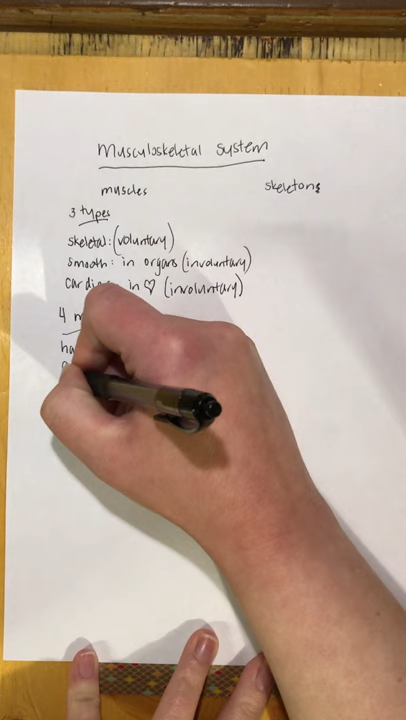 Musculoskeletal System
muscles
skeletons
3 types
skeletal: (voluntary)
smooth: in organs (involuntary)
in ♡ (involuntary)
4